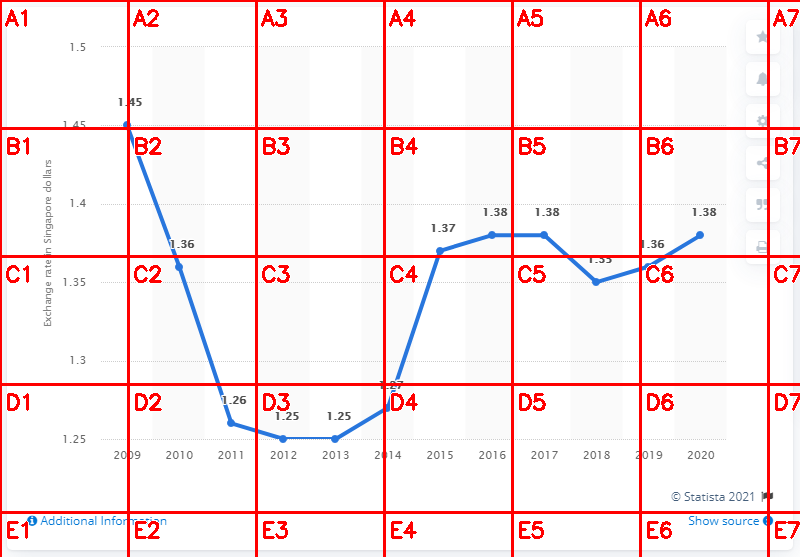 A1 A2 A3 A4 A5 A6 A7
1.5
1.45
1.45
B1 B2 B3 B4 B5 B6 B7
Exchange rate in Singapore dollars
1.4
1.36 1.37 1.38 1.38 1.35 1.36 1.38
C1 C2 C3 C4 C5 C6 C7
1.35
1.3
D1 D2 D3 D4 D5 D6 D7
1.26 1.25 1.25 1.27
1.25
2009 2010 2011 2012 2013 2014 2015 2016 2017 2018 2019 2020
© Statista 2021
E1 E2 E3 E4 E5 E6 E7
Additional Information Show source